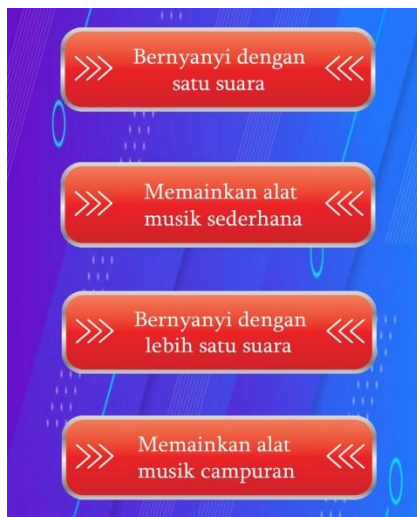 Bernyanyi dengan
satu suara
Memainkan alat
musik sederhana
Bernyanyi dengan
lebih satu suara
Memainkan alat
musik campuran